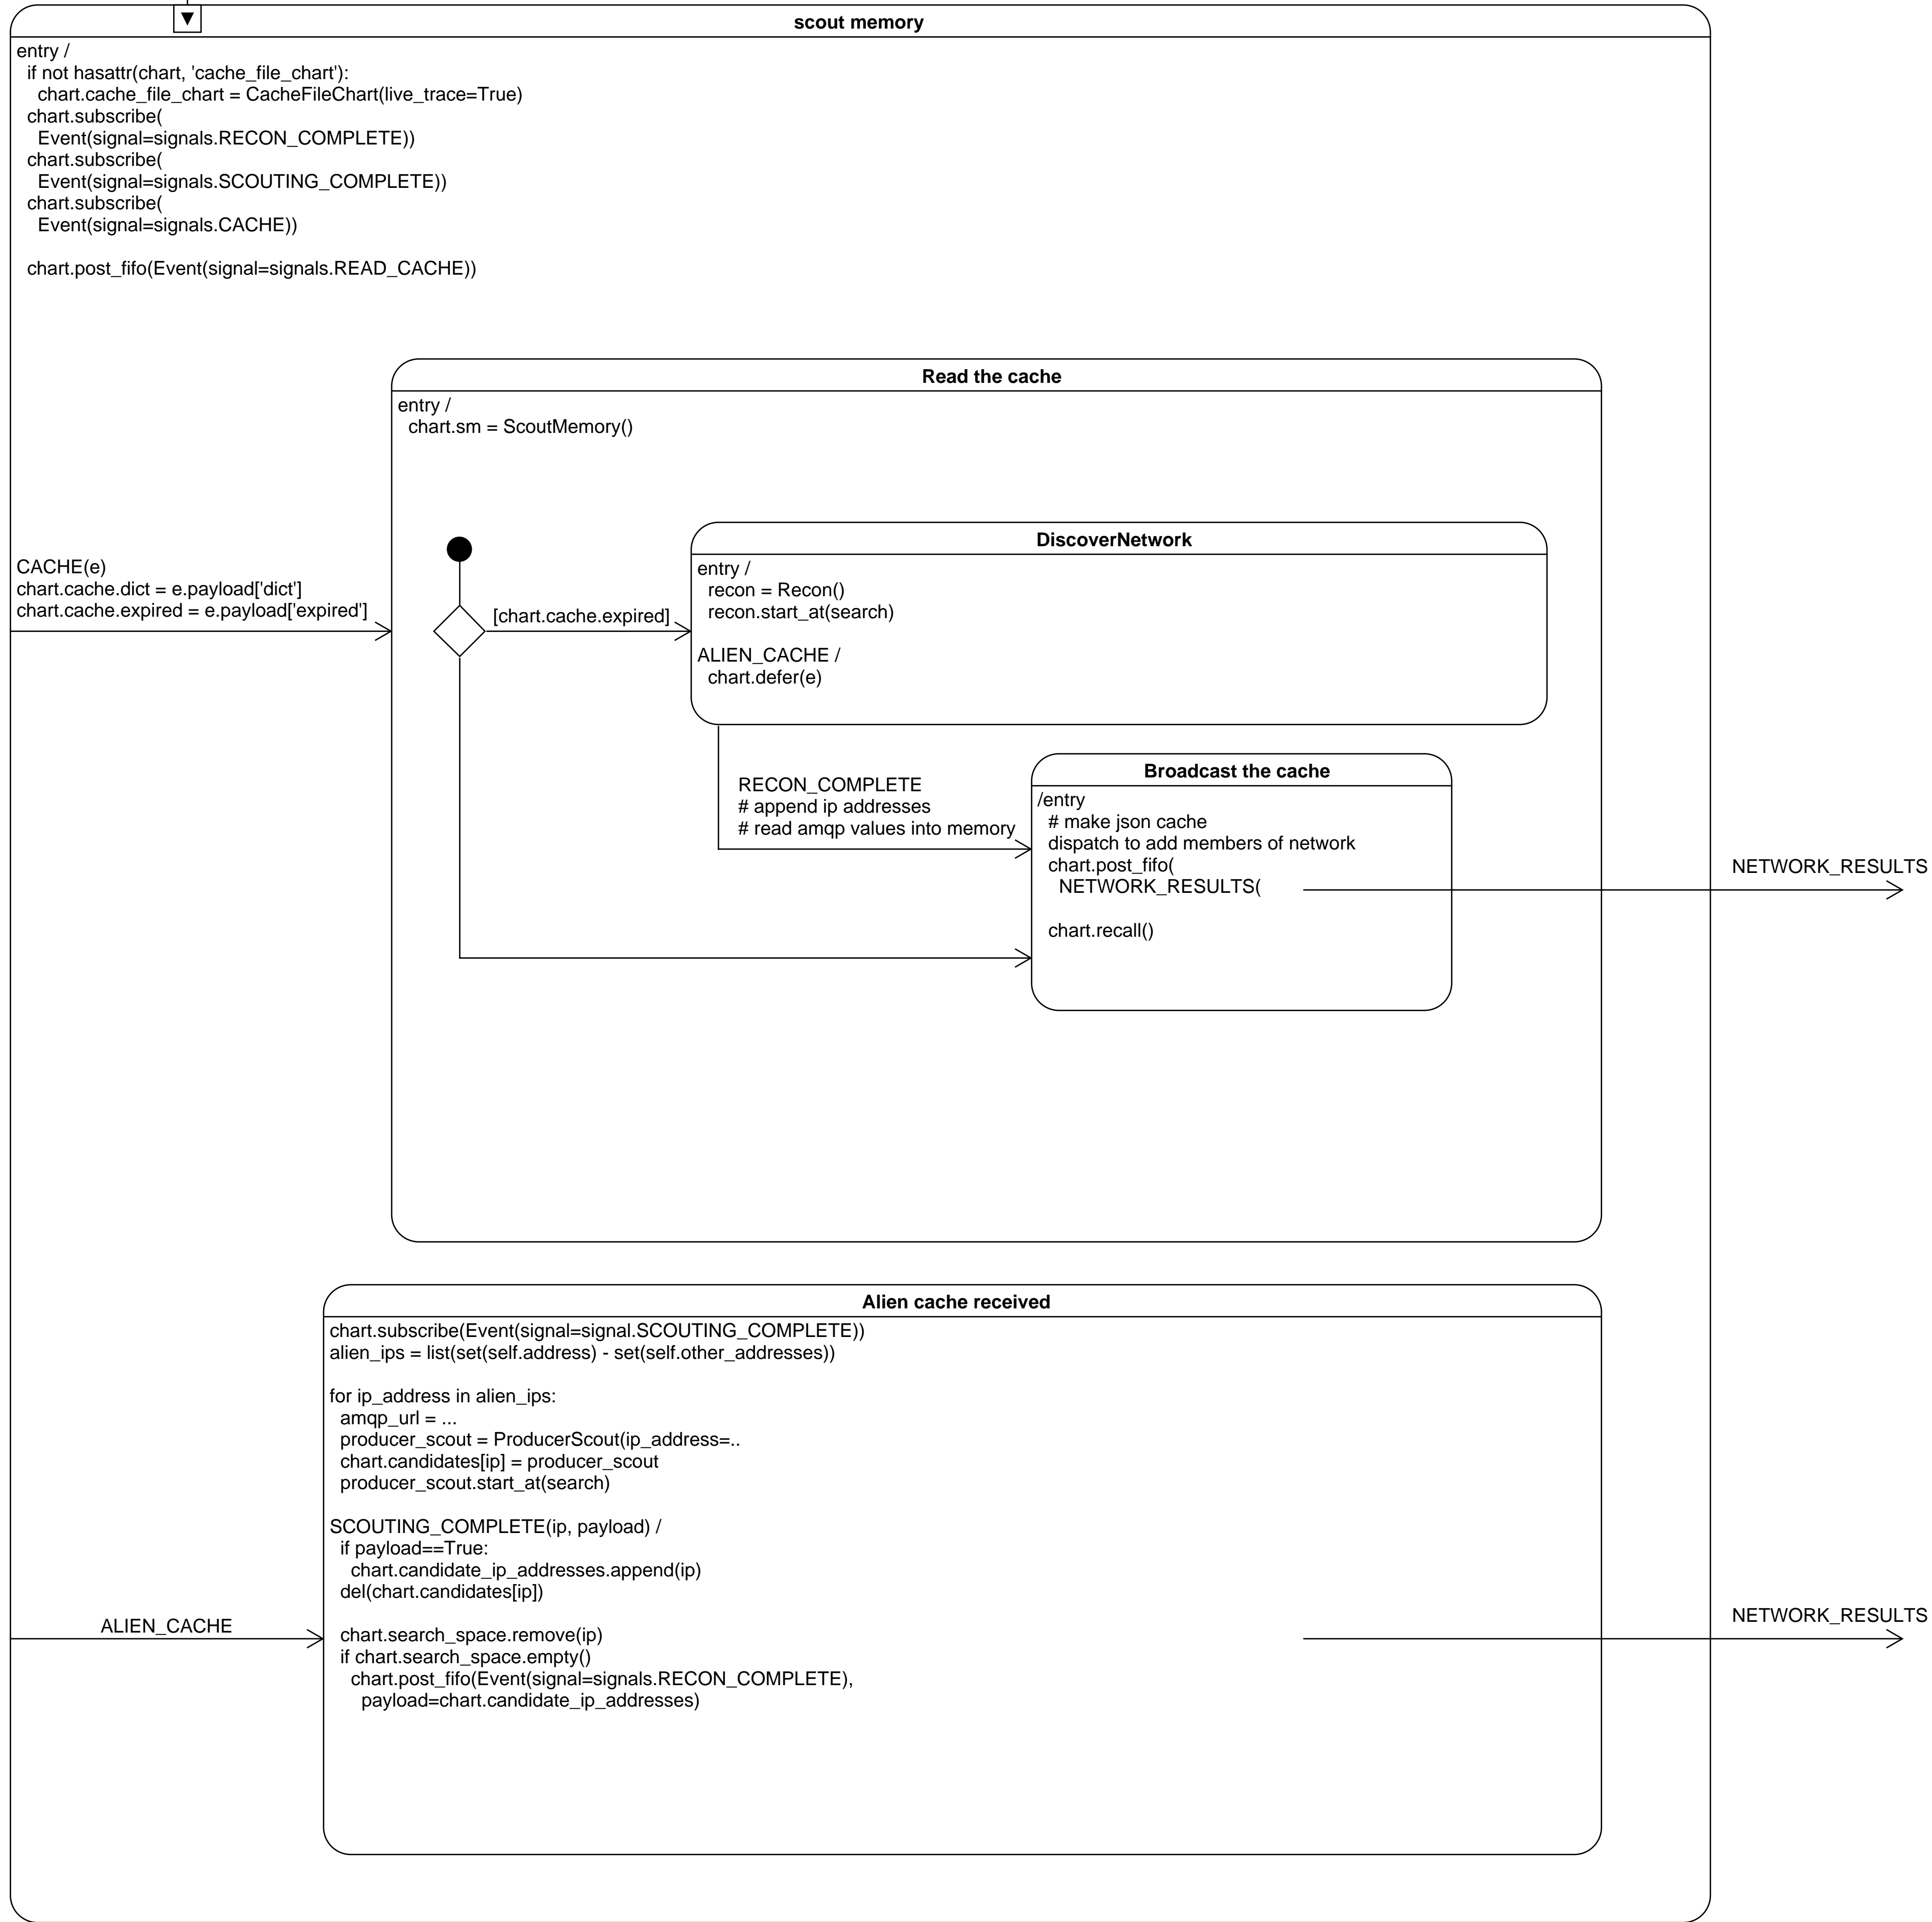 scout memory
entry /
if not hasattr(chart, 'cache_file_chart'):
chart.cache_file_chart = CacheFileChart(live_trace=True)
chart.subscribe(
Event(signal=signals.RECON_COMPLETE))
chart.subscribe(
Event(signal=signals.SCOUTING_COMPLETE))
chart.subscribe(
Event(signal=signals.CACHE))
chart.post_fifo(Event(signal=signals.READ_CACHE))
Read the cache
entry /
chart.sm = ScoutMemory()
CACHE(e)
chart.cache.dict = e.payload['dict']
chart.cache.expired = e.payload['expired']
[chart.cache.expired]
DiscoverNetwork
entry /
recon = Recon()
recon.start_at(search)
ALIEN_CACHE /
chart.defer(e)
RECON_COMPLETE
# append ip addresses
# read amqp values into memory
Broadcast the cache
/entry
# make json cache
dispatch to add members of network
chart.post_fifo(
NETWORK_RESULTS(
chart.recall()
NETWORK_RESULTS
Alien cache received
chart.subscribe(Event(signal=signal.SCOUTING_COMPLETE))
alien_ips = list(set(self.address) - set(self.other_addresses))
for ip_address in alien_ips:
amqp_url = ...
producer_scout = ProducerScout(ip_address=..
chart.candidates[ip] = producer_scout
producer_scout.start_at(search)
SCOUTING_COMPLETE(ip, payload) /
if payload==True:
chart.candidate_ip_addresses.append(ip)
del(chart.candidates[ip])
chart.search_space.remove(ip)
if chart.search_space.empty()
chart.post_fifo(Event(signal=signals.RECON_COMPLETE),
payload=chart.candidate_ip_addresses)
ALIEN_CACHE
NETWORK_RESULTS